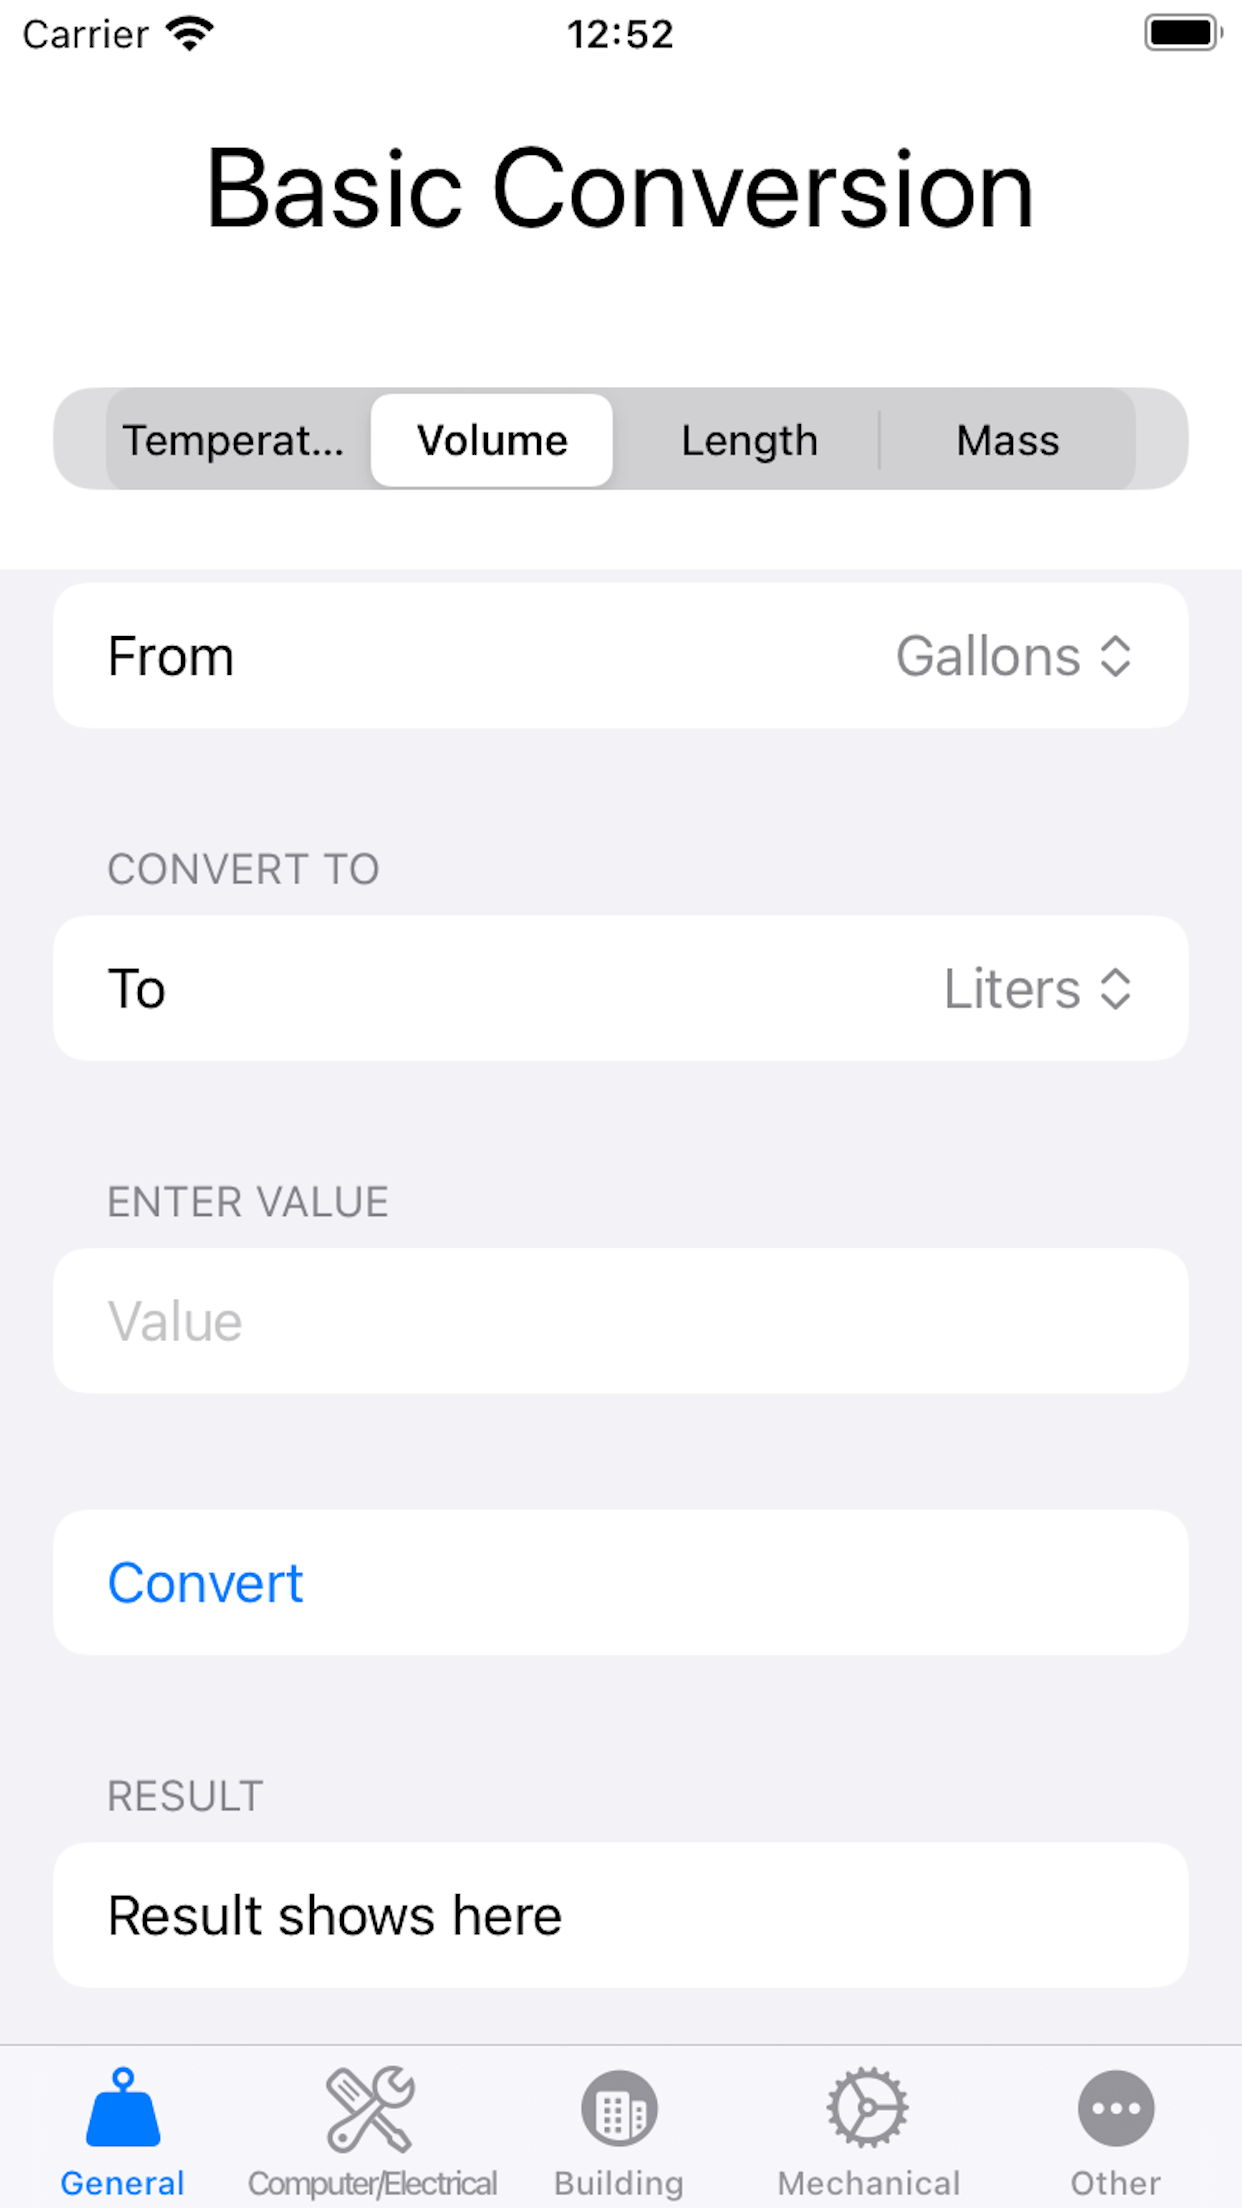 Carrier 12:52
Basic Conversion
Temperat... Volume Length Mass
From Gallons
CONVERT TO
To Liters
ENTER VALUE
Value
Convert
RESULT
Result shows here
General Computer/Electrical Building Mechanical Other